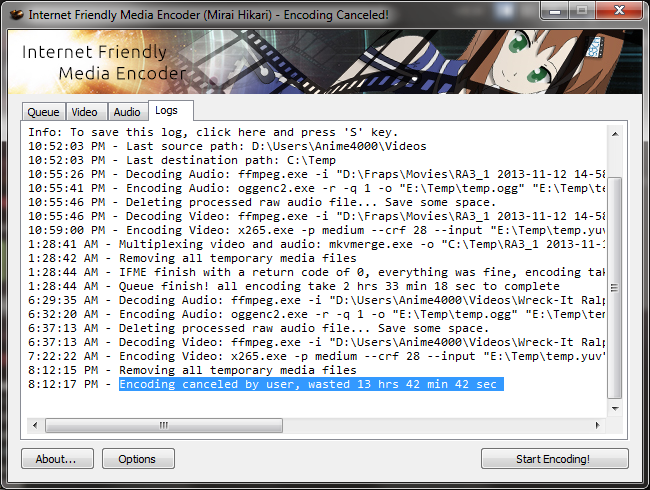 Internet Friendly Media Encoder (Mirai Hikari) - Encoding Canceled!
Internet Friendly
Media Encoder
Queue Video Audio Logs
Info: To save this log, click here and press 'S' key.
10:52:03 PM - Last source path: D:\Users\Anime4000\Videos
10:52:03 PM - Last destination path: C:\Temp
10:55:26 PM - Decoding Audio: ffmpeg.exe -i "D:\Fraps\Movies\RA3_1 2013-11-12 14-58
10:55:41 PM - Encoding Audio: oggenc2.exe -r -q 1 -o "E:\Temp\temp.ogg" "E:\Temp\te
10:55:46 PM - Deleting processed raw audio file... Save some space.
10:55:46 PM - Decoding Video: ffmpeg.exe -i "D:\Fraps\Movies\RA3_1 2013-11-12 14-58
10:59:00 PM - Encoding Video: x265.exe -p medium --crf 28 --input "E:\Temp\temp.yuv
1:28:41 AM - Multiplexing video and audio: mkvmerge.exe -o "C:\Temp\RA3_1 2013-11-1
1:28:42 AM - Removing all temporary media files
1:28:44 AM - IFME finish with a return code of 0, everything was fine, encoding tak
1:28:44 AM - Queue finish! all encoding take 2 hrs 33 min 18 sec to complete
6:29:35 AM - Decoding Audio: ffmpeg.exe -i "D:\Users\Anime4000\Videos\Wreck-It Ralp
6:32:20 AM - Encoding Audio: oggenc2.exe -r -q 1 -o "E:\Temp\temp.ogg" "E:\Temp\tem
6:37:13 AM - Deleting processed raw audio file... Save some space.
6:37:13 AM - Decoding Video: ffmpeg.exe -i "D:\Users\Anime4000\Videos\Wreck-It Ralp
7:22:22 AM - Encoding Video: x265.exe -p medium --crf 28 --input "E:\Temp\temp.yuv"
8:12:15 PM - Removing all temporary media files
8:12:17 PM - Encoding canceled by user, wasted 13 hrs 42 min 42 sec
About... Options Start Encoding!